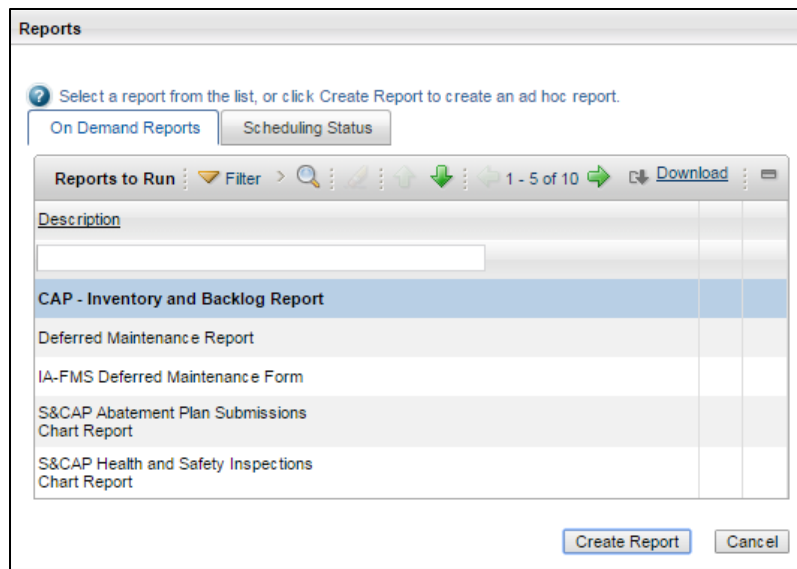 Reports
Select a report from the list, or click Create Report to create an ad hoc report.
On Demand Reports Scheduling Status
Reports to Run Filter > 1 - 5 of 10 Download
Description
CAP - Inventory and Backlog Report
Deferred Maintenance Report
IA-FMS Deferred Maintenance Form
S&CAP Abatement Plan Submissions
Chart Report
S&CAP Health and Safety Inspections
Chart Report
Create Report Cancel